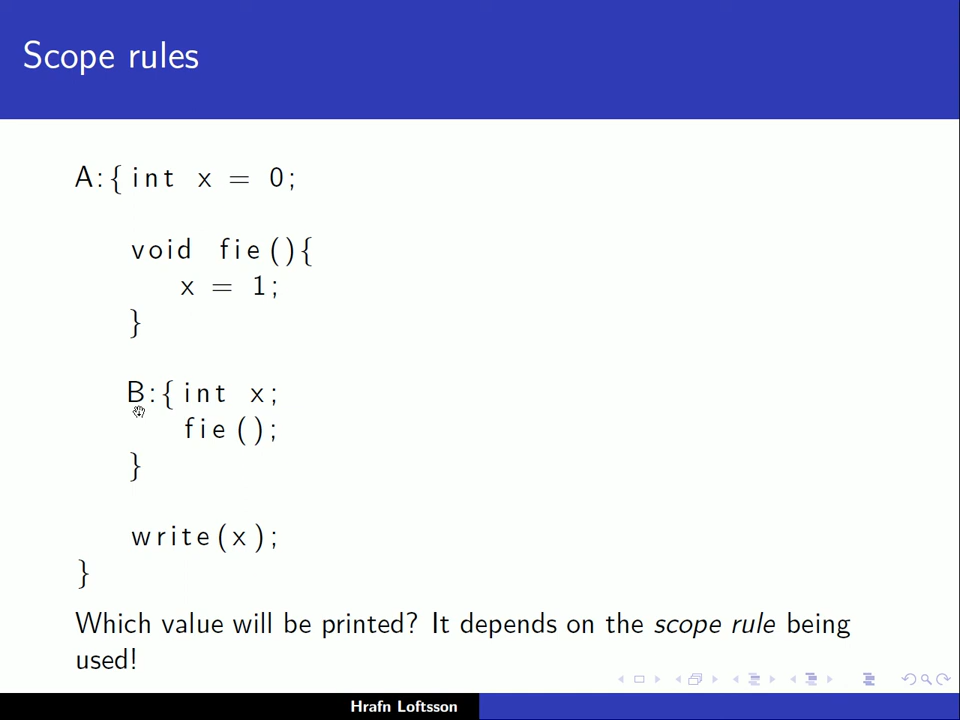 Scope rules
A:{ int x = 0;
void fie(){
x = 1;
}
B:{ int x;
fie();
}
write(x);
}
Which value will be printed? It depends on the scope rule being
used!
Hrafn Loftsson